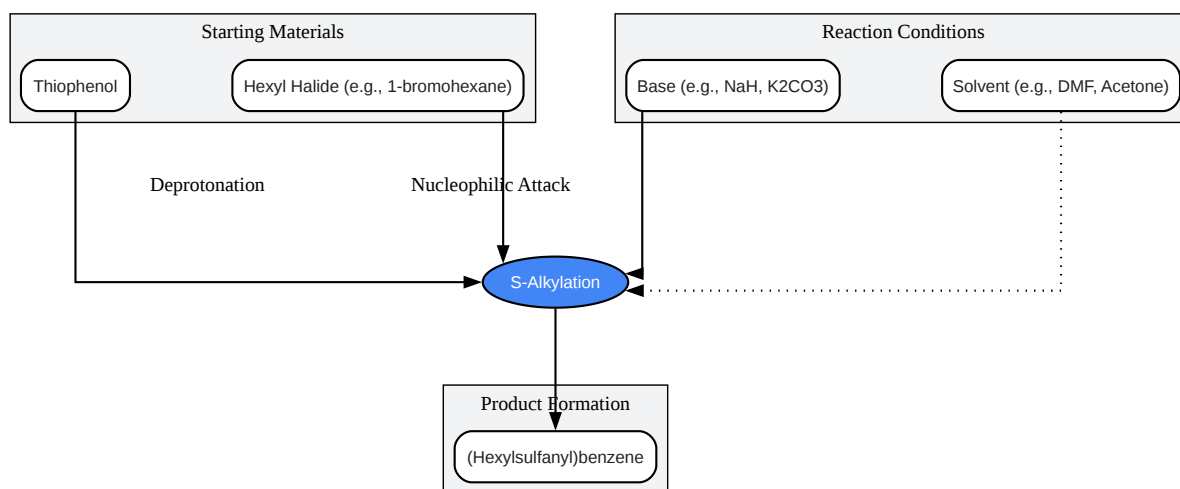 Starting Materials
Reaction Conditions
Thiophenol
Hexyl Halide (e.g., 1-bromohexane)
Base (e.g., NaH, K2CO3)
Solvent (e.g., DMF, Acetone)
Deprotonation
Nucleophilic Attack
S-Alkylation
Product Formation
(Hexylsulfanyl)benzene